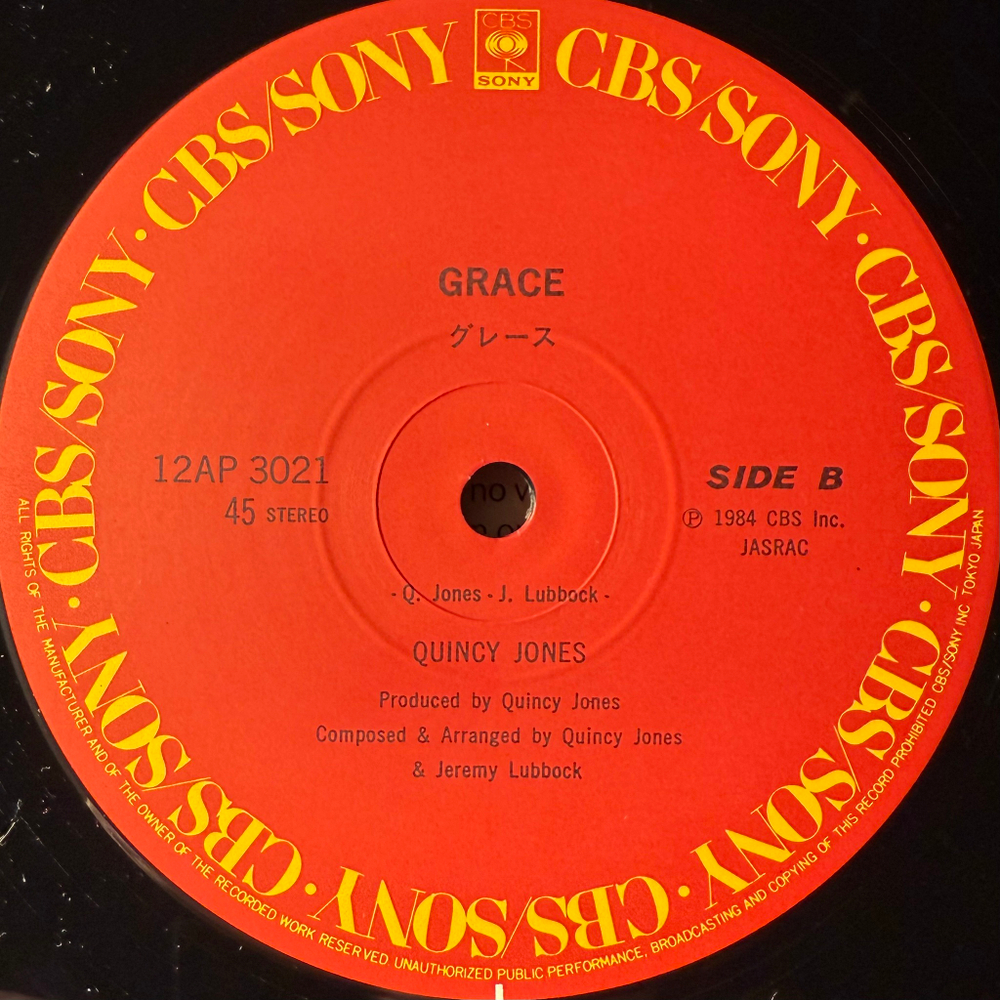 CBS
SONY
CBS/SONY · CBS/SONY · CBS/SONY · CBS/SONY · CBS/SONY · CBS/SONY · CBS/SONY · CBS/SONY
GRACE
グレース
12AP 3021
45 STEREO
SIDE B
Ⓟ 1984 CBS Inc.
JASRAC
- Q. Jones - J. Lubbock -
QUINCY JONES
Produced by Quincy Jones
Composed & Arranged by Quincy Jones
& Jeremy Lubbock
ALL RIGHTS OF THE MANUFACTURER AND OF THE OWNER OF THE RECORDED WORK RESERVED. UNAUTHORIZED PUBLIC PERFORMANCE, BROADCASTING AND COPYING OF THIS RECORD PROHIBITED CBS/SONY INC TOKYO JAPAN
no